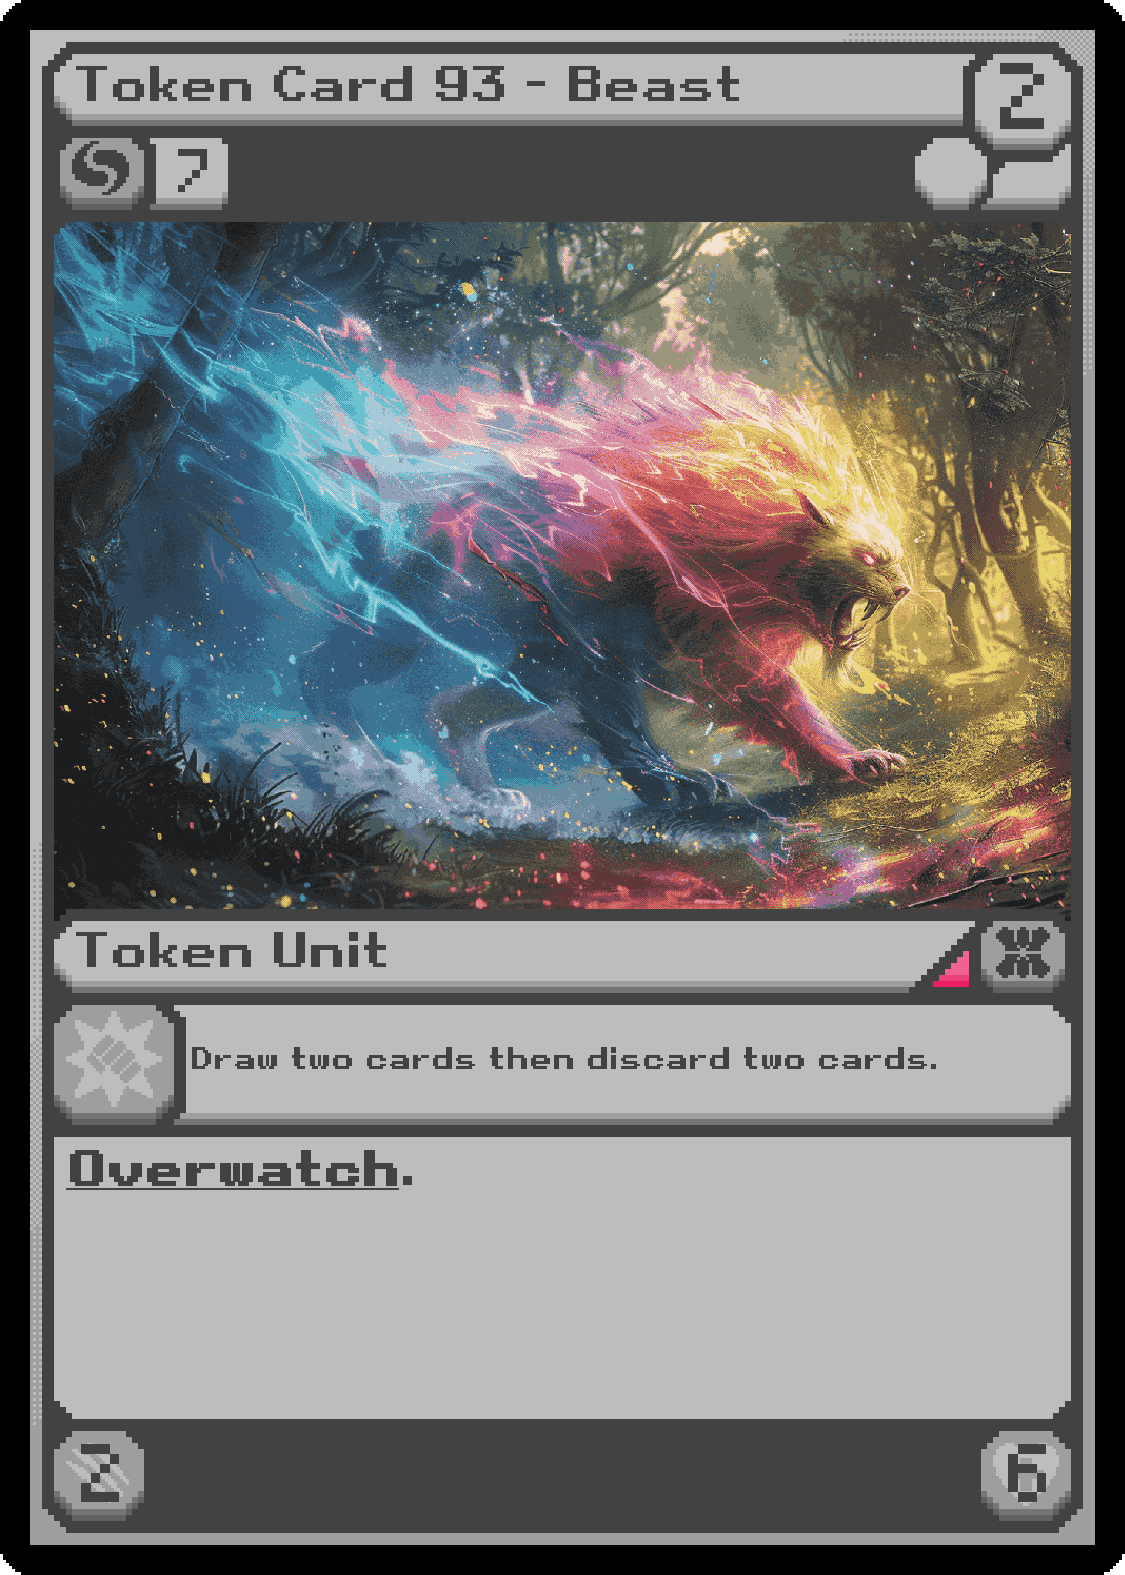 Token Card 93 - Beast
2
7
Token Unit
Draw two cards then discard two cards.
Overwatch.
2
6